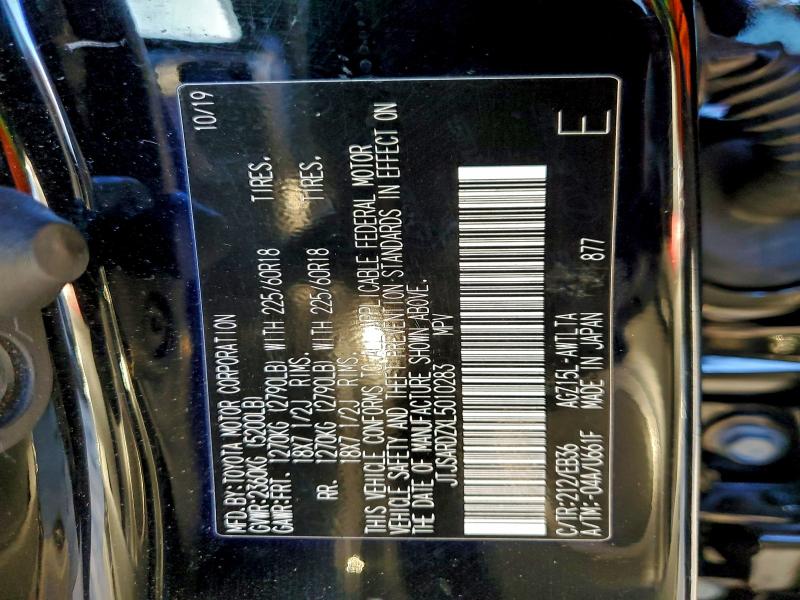 MFD.BY:TOYOTA MOTOR CORPORATION 10/19
GVWR:2360KG (5200LB)
GAWR:FRT. 1270KG (2790LB) WITH 225/60R18 TIRES,
18X7 1/2J RIMS.
RR. 1270KG (2790LB) WITH 225/60R18 TIRES,
18X7 1/2J RIMS.
THIS VEHICLE CONFORMS TO ALL APPLICABLE FEDERAL MOTOR
VEHICLE SAFETY AND THEFT PREVENTION STANDARDS IN EFFECT ON
THE DATE OF MANUFACTURE SHOWN ABOVE.
JTJSARDZXL5010283 MPV
C/TR:212/EB36 AGZ15L-AWTLTA
A/TM:-04A/U661F MADE IN JAPAN 877
E